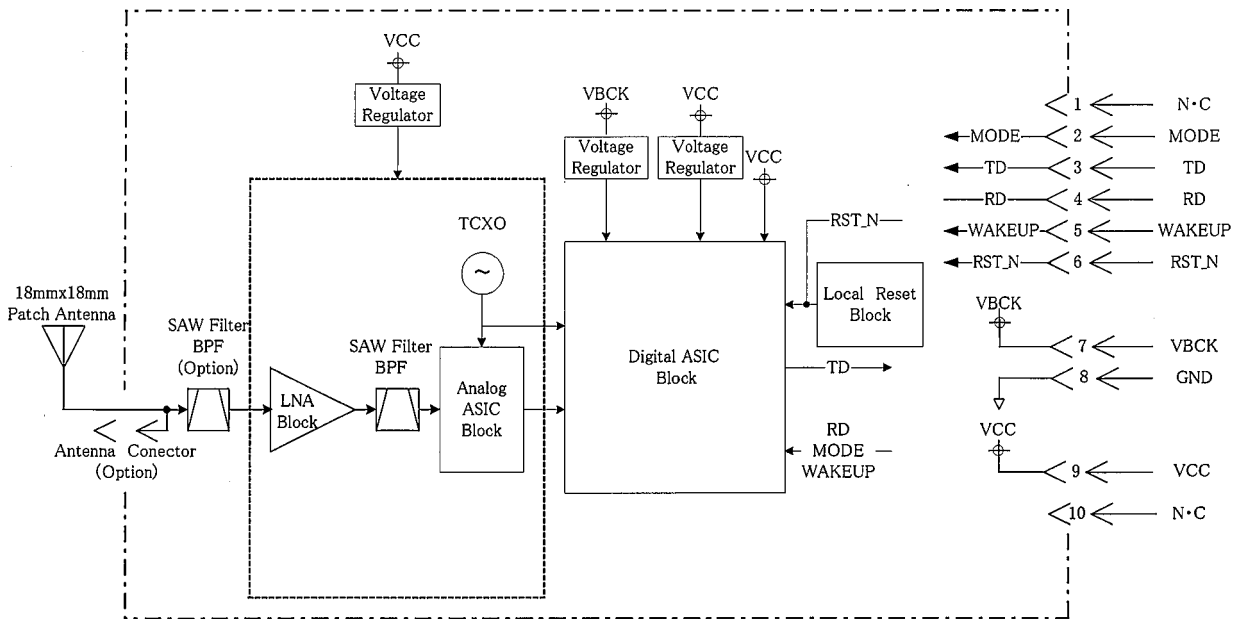 VCC
Voltage
Regulator
VBCK
Voltage
Regulator
VCC
Voltage
Regulator
VCC
TCXO
~
18mmx18mm
Patch Antenna
SAW Filter
BPF
(Option)
LNA
Block
SAW Filter
BPF
Analog
ASIC
Block
Antenna Conector
(Option)
Digital ASIC
Block
RST_N
Local Reset
Block
TD
RD
MODE
WAKEUP
1 N・C
MODE 2 MODE
TD 3 TD
RD 4 RD
WAKEUP 5 WAKEUP
RST_N 6 RST_N
VBCK
7 VBCK
8 GND
VCC
9 VCC
10 N・C